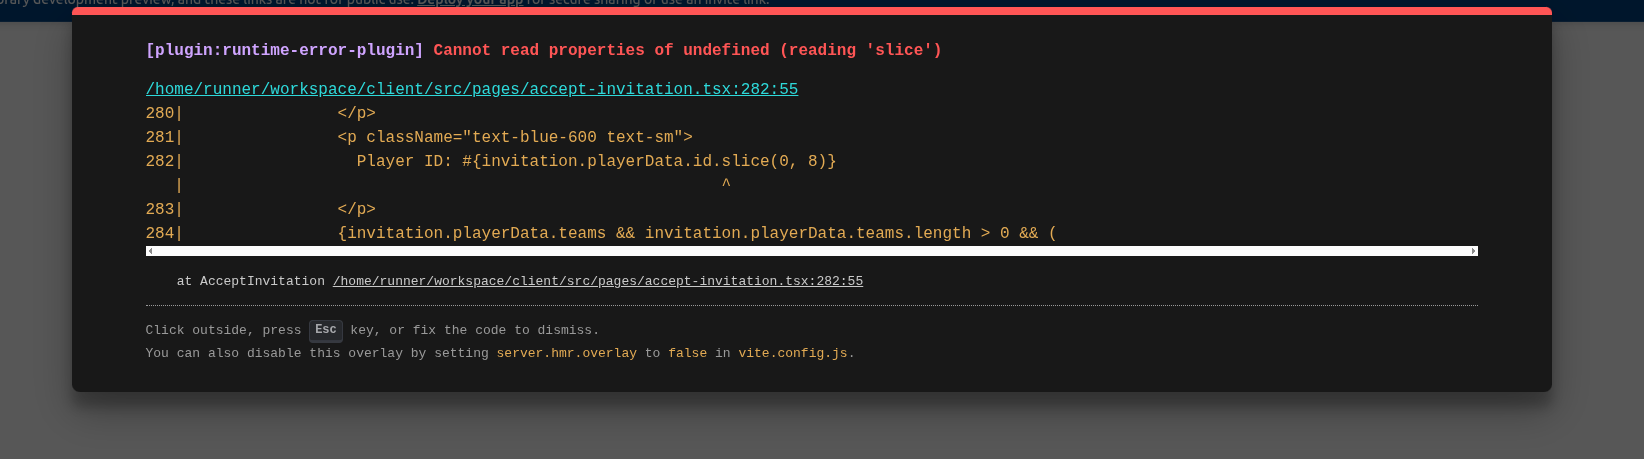 brary development preview, and these links are not for public use. Deploy your app for secure sharing or use an invite link.
[plugin:runtime-error-plugin] Cannot read properties of undefined (reading 'slice')
/home/runner/workspace/client/src/pages/accept-invitation.tsx:282:55
280|                </p>
281|                <p className="text-blue-600 text-sm">
282|                  Player ID: #{invitation.playerData.id.slice(0, 8)}
   |                                                        ^
283|                </p>
284|                {invitation.playerData.teams && invitation.playerData.teams.length > 0 && (
    at AcceptInvitation /home/runner/workspace/client/src/pages/accept-invitation.tsx:282:55
Click outside, press Esc key, or fix the code to dismiss.
You can also disable this overlay by setting server.hmr.overlay to false in vite.config.js.